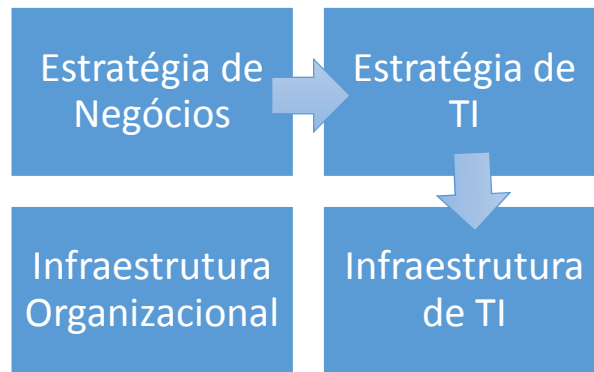 Estratégia de
Negócios
Estratégia de
TI
Infraestrutura
Organizacional
Infraestrutura
de TI